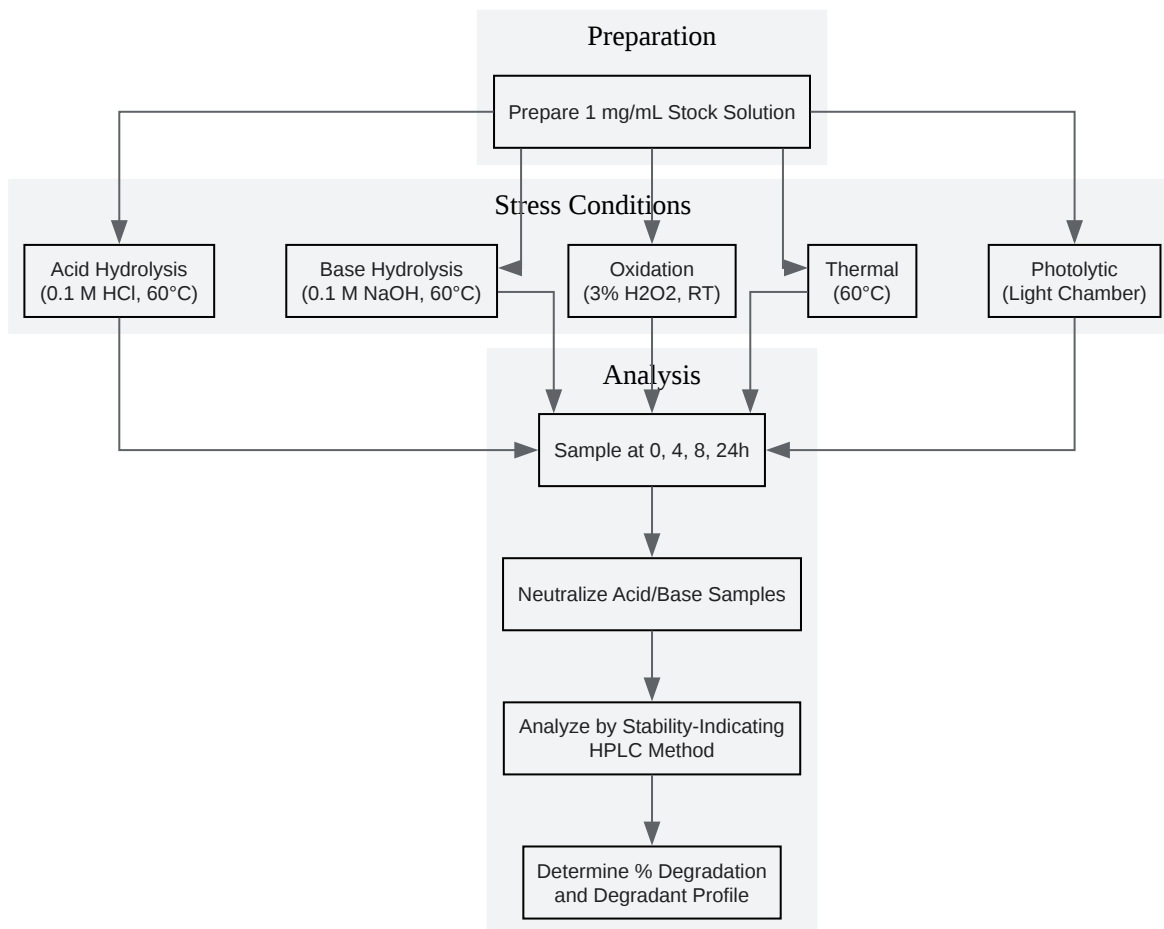 Preparation
Prepare 1 mg/mL Stock Solution
Stress Conditions
Acid Hydrolysis
(0.1 M HCl, 60°C)
Base Hydrolysis
(0.1 M NaOH, 60°C)
Oxidation
(3% H2O2, RT)
Thermal
(60°C)
Photolytic
(Light Chamber)
Analysis
Sample at 0, 4, 8, 24h
Neutralize Acid/Base Samples
Analyze by Stability-Indicating
HPLC Method
Determine % Degradation
and Degradant Profile